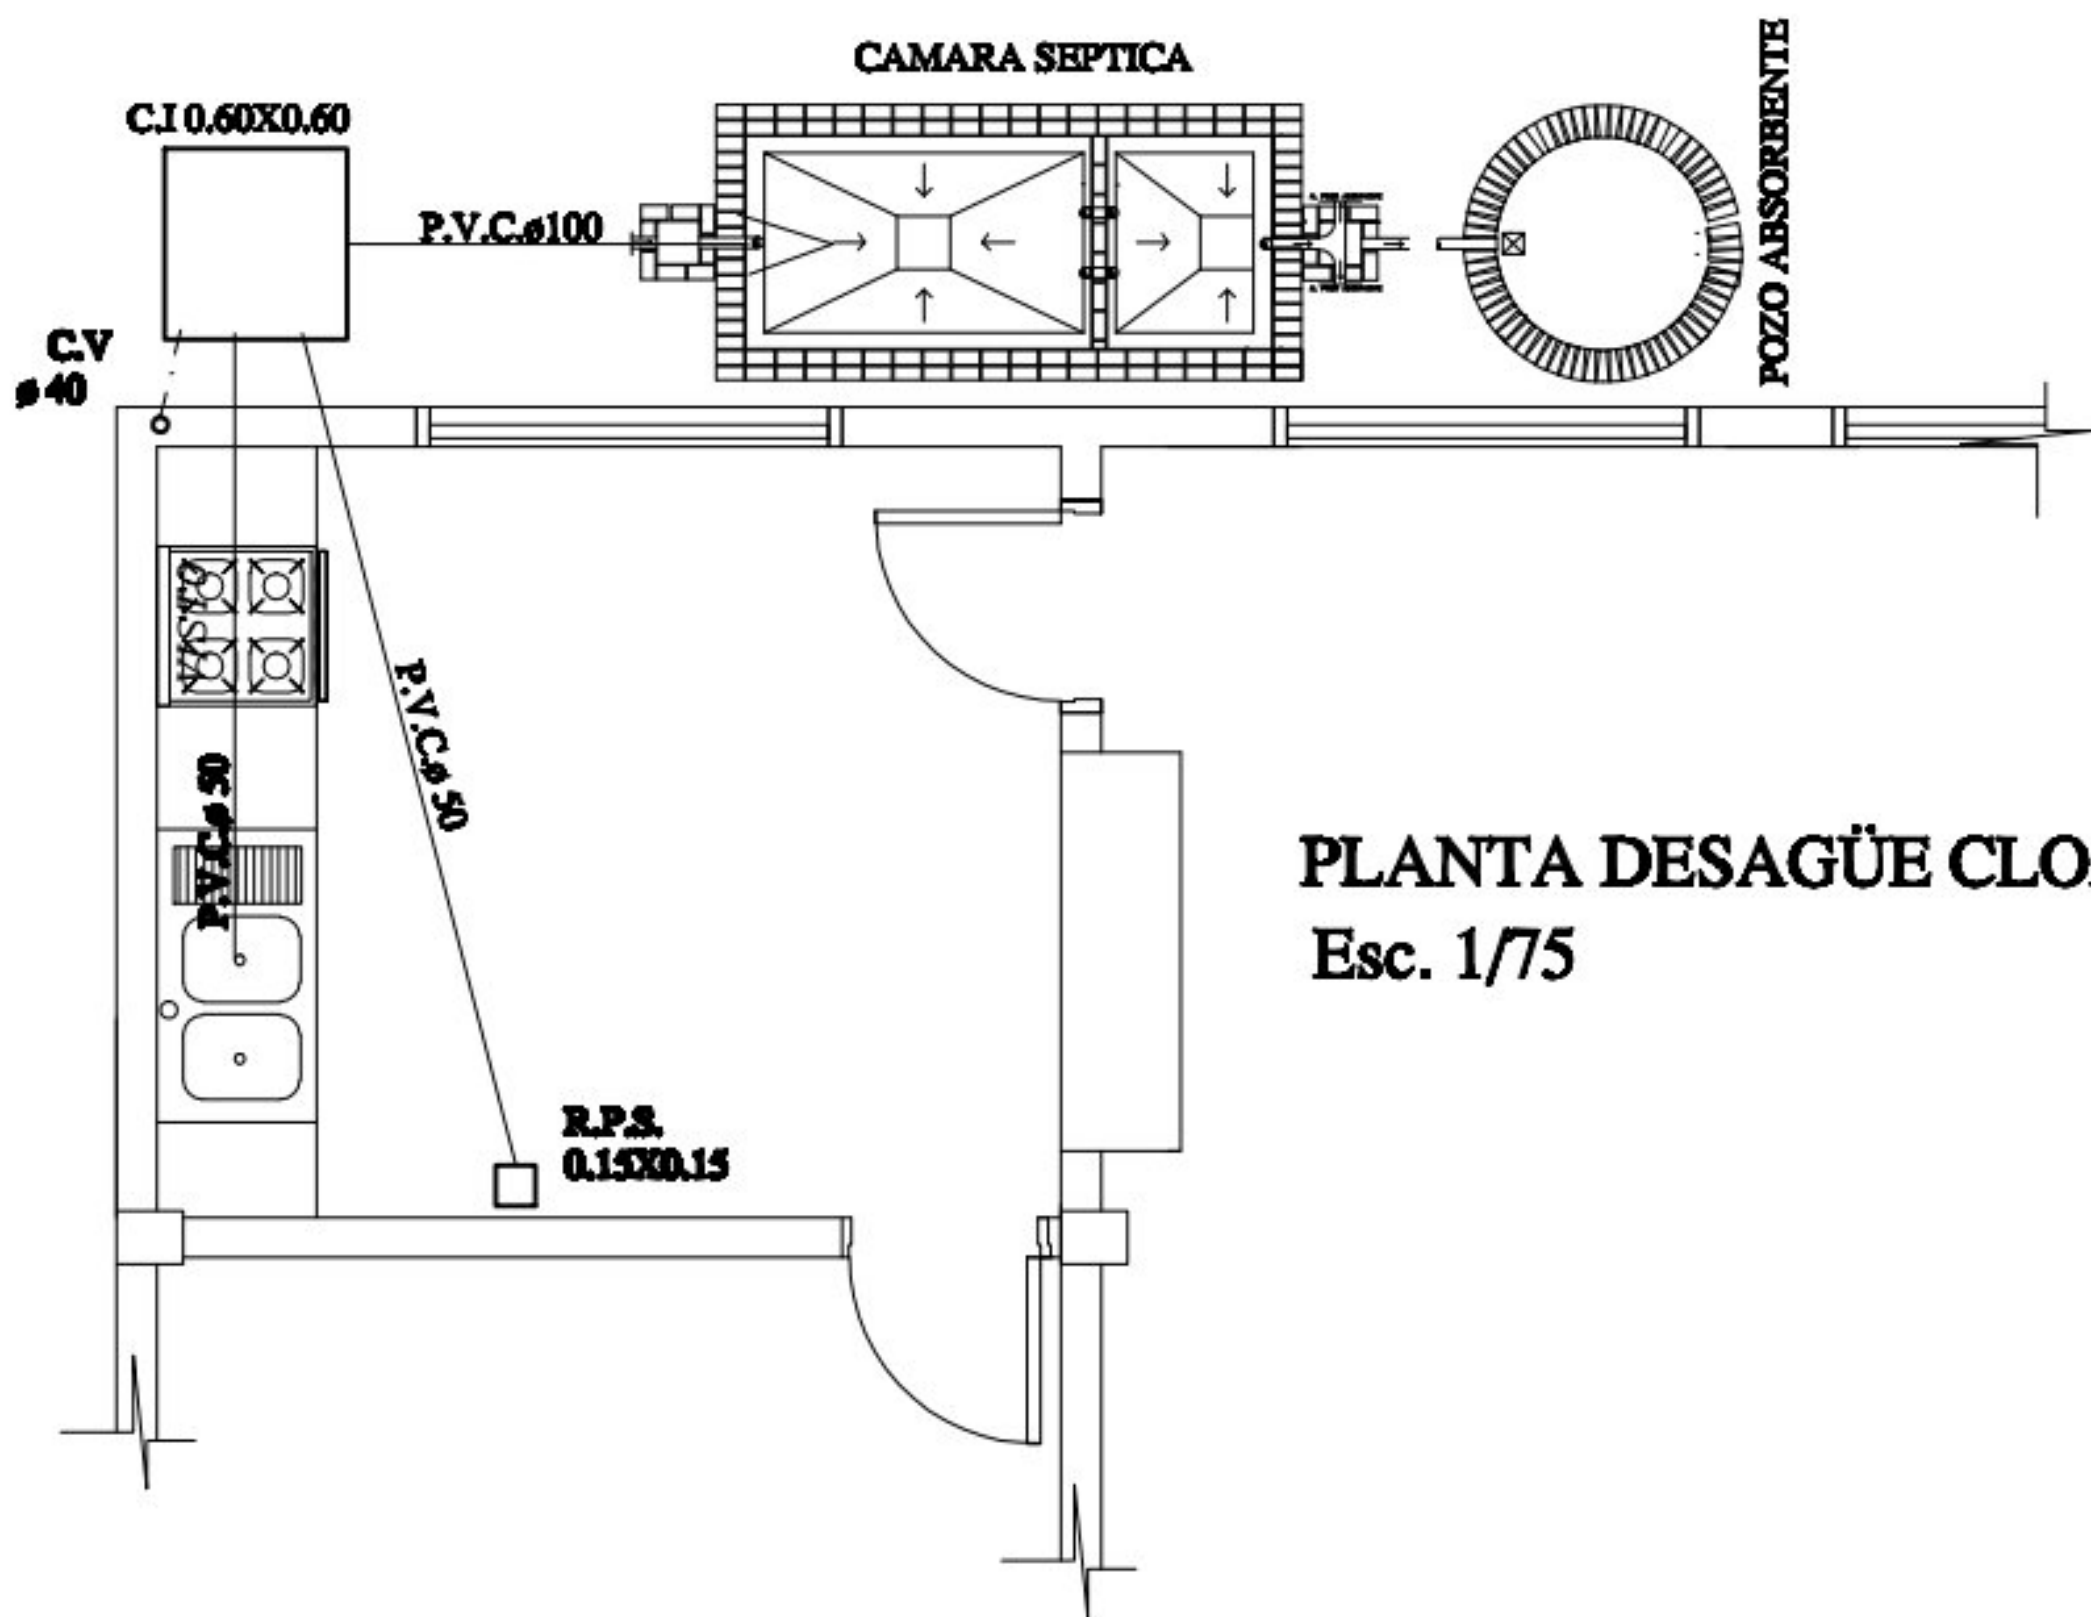 CAMARA SEPTICA
C.I 0.60X0.60
P.V.C.ø100
POZO ABSORBENTE
C.V
ø 40
VISTO
P.V.C.ø 50
P.V.C.ø 50
PLANTA DESAGÜE CLO
Esc. 1/75
R.P.S.
0.15X0.15